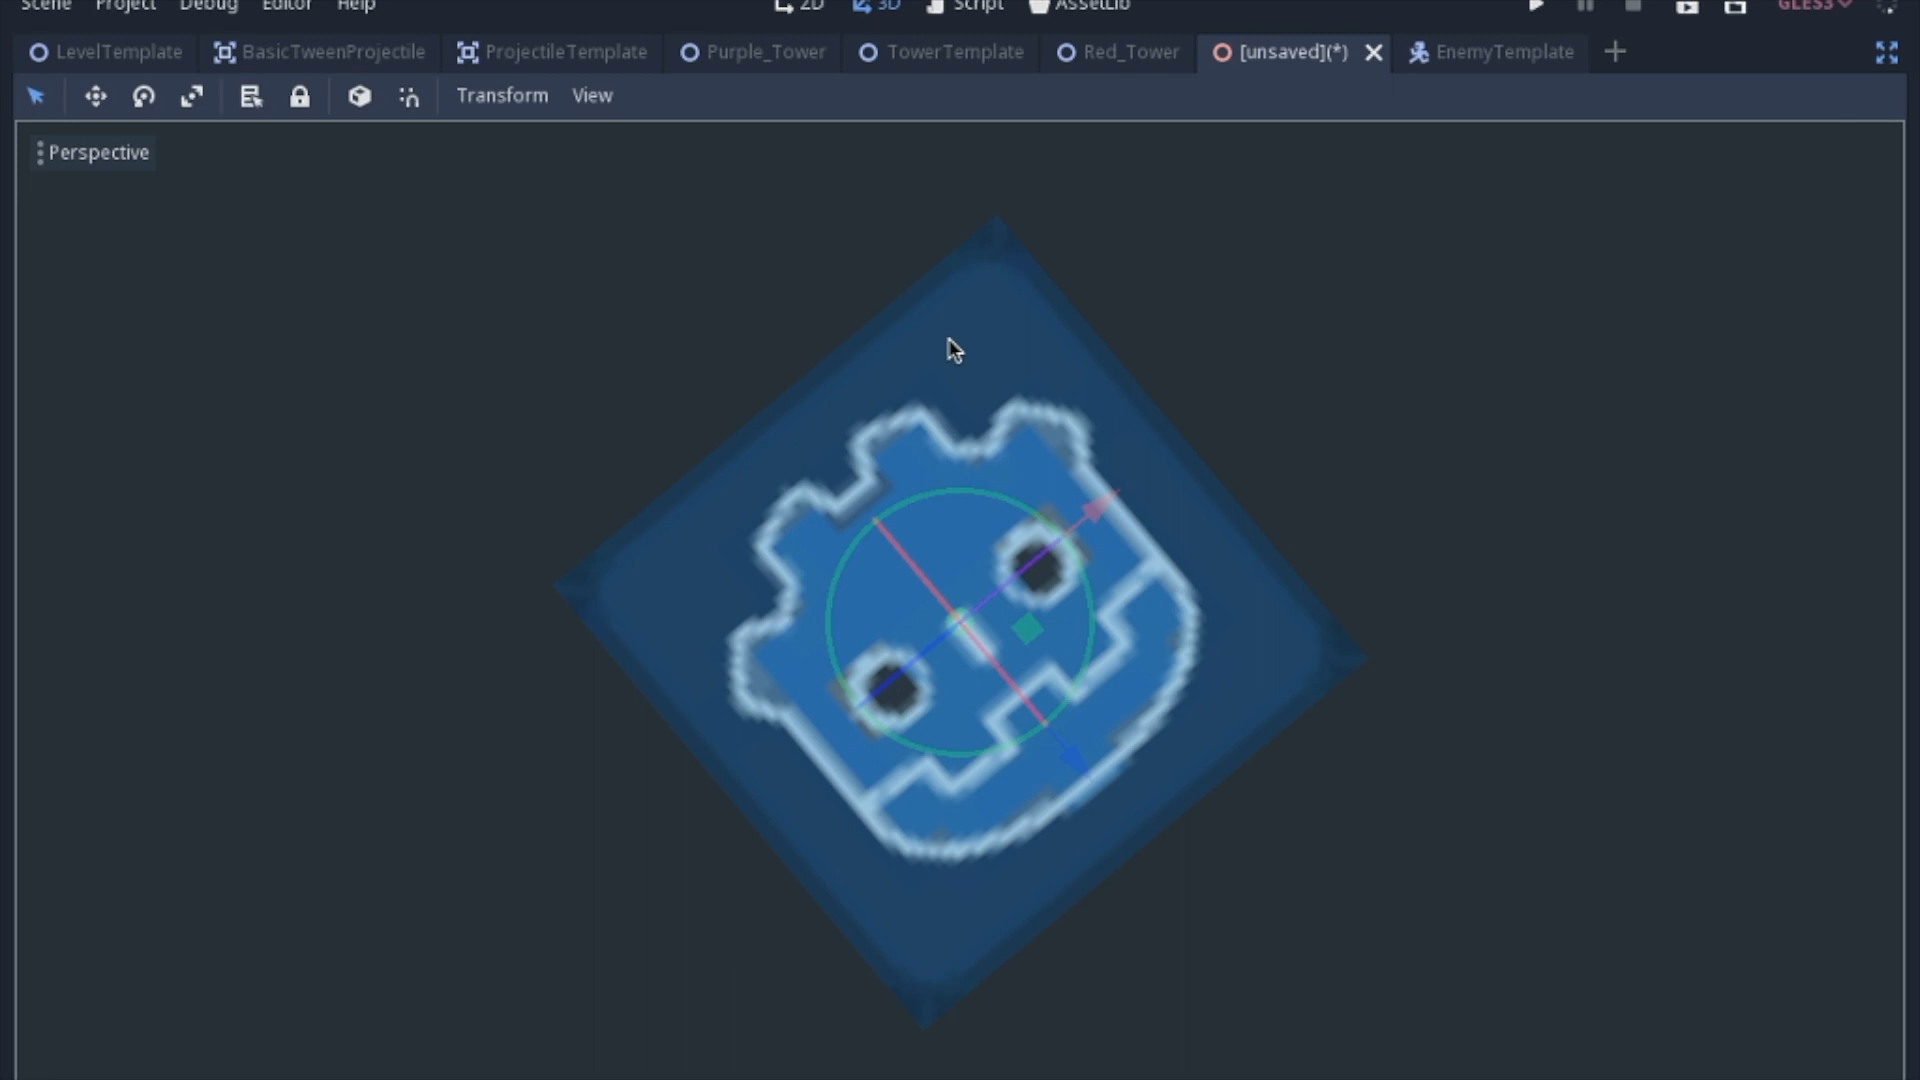 Scene Project Debug Editor Help 2D 3D Script AssetLib GLES3
LevelTemplate BasicTweenProjectile ProjectileTemplate Purple_Tower TowerTemplate Red_Tower [unsaved](*) EnemyTemplate
Transform View
Perspective